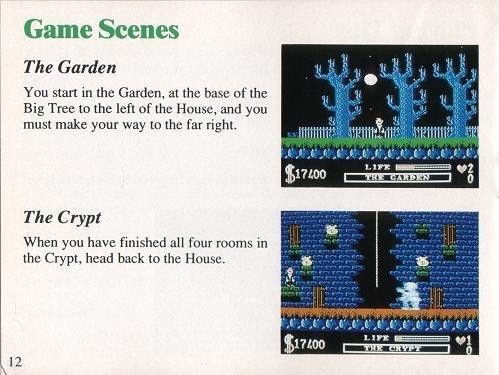 Game Scenes
The Garden
You start in the Garden, at the base of the
Big Tree to the left of the House, and you
must make your way to the far right.
LIFE
$17400
THE GARDEN
2
0
The Crypt
When you have finished all four rooms in
the Crypt, head back to the House.
LIFE
$17400
THE CRYPT
1
0
12